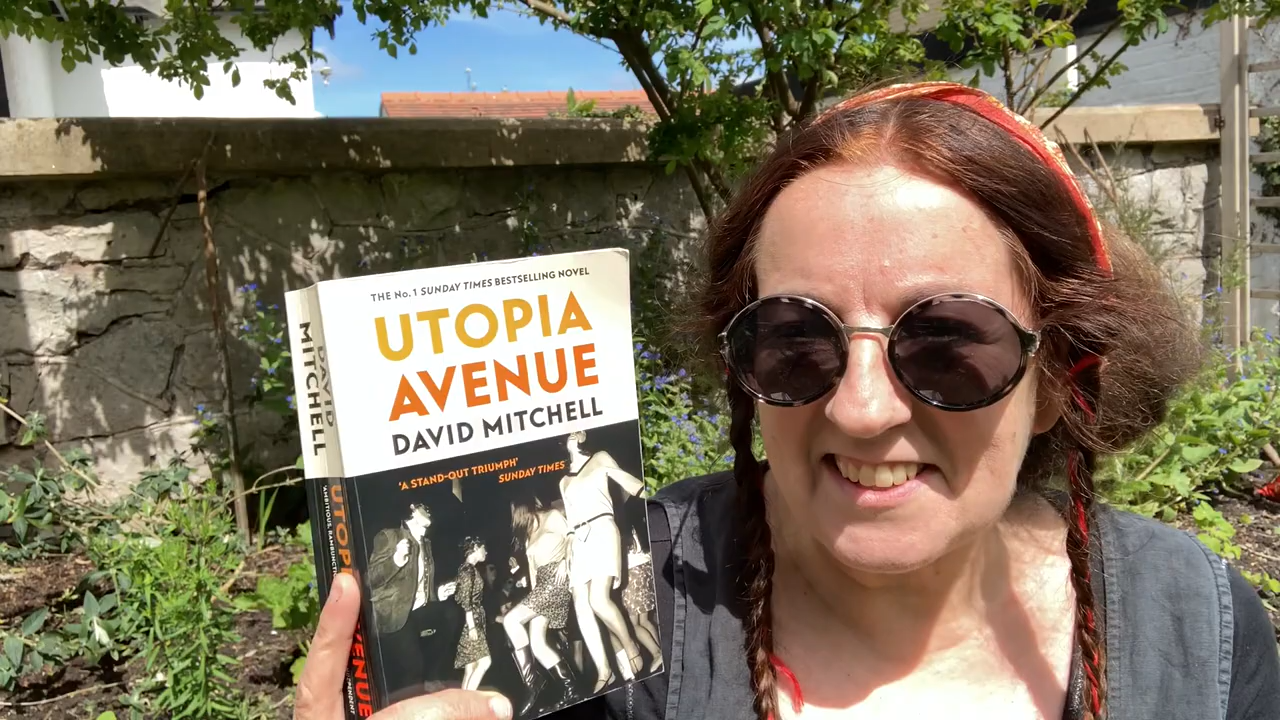 THE No.1 SUNDAY TIMES BESTSELLING NOVEL
UTOPIA
AVENUE
DAVID MITCHELL
'A STAND-OUT TRIUMPH'
SUNDAY TIMES
DAVID
MITCHELL
UTOPIA
AVENUE